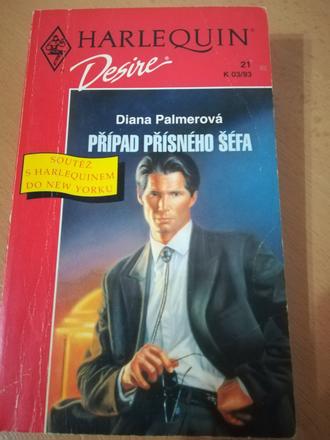 HARLEQUIN
Desire
21
K 03/93
Diana Palmerová
PŘÍPAD PŘÍSNÉHO ŠÉFA
SOUTĚŽ
S HARLEQUINEM
DO NEW YORKU